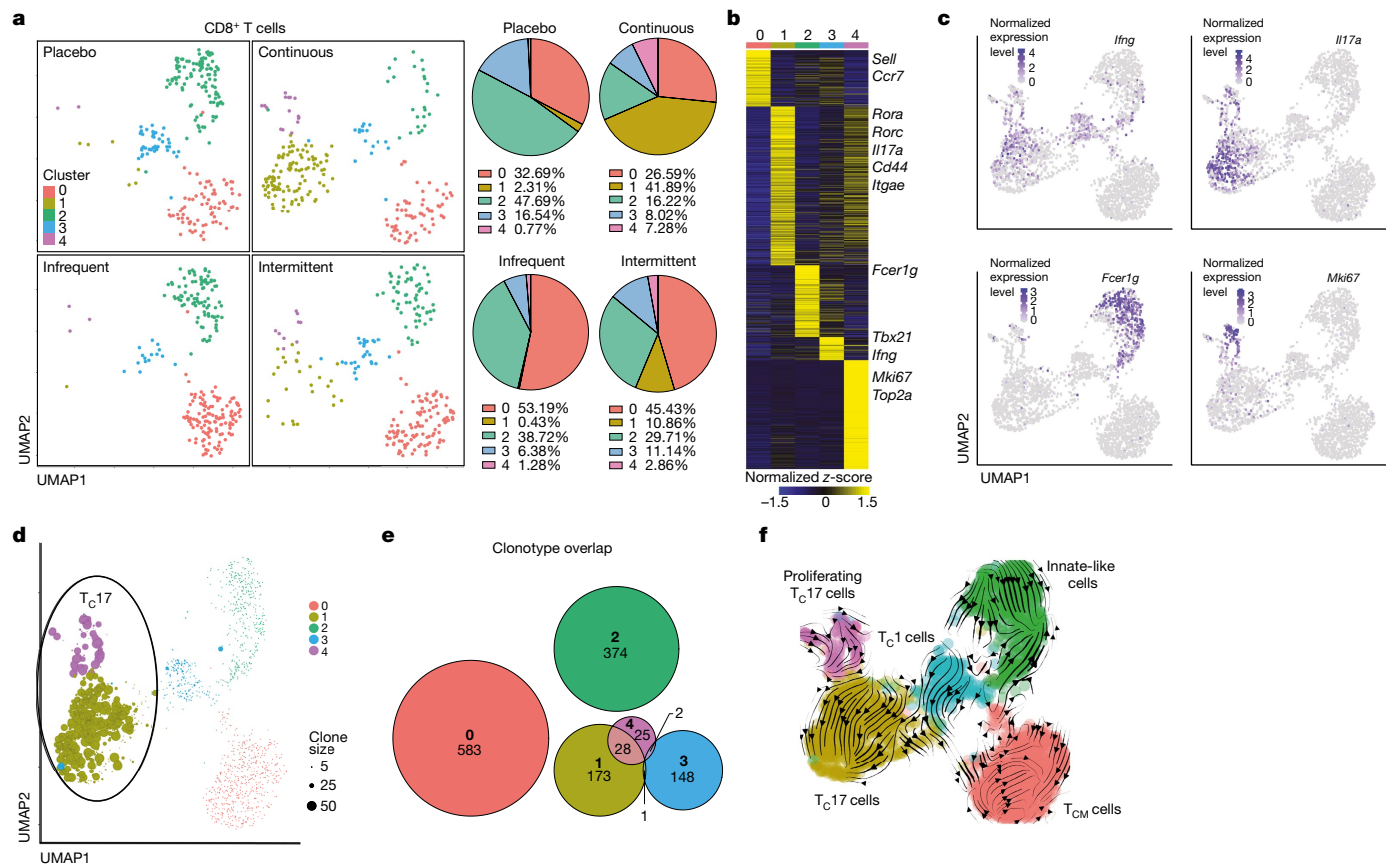 a
CD8+ T cells
Placebo
Continuous
Cluster
0
1
2
3
4
Infrequent
Intermittent
UMAP2
UMAP1
Placebo
0 32.69%
1 2.31%
2 47.69%
3 16.54%
4 0.77%
Continuous
0 26.59%
1 41.89%
2 16.22%
3 8.02%
4 7.28%
Infrequent
0 53.19%
1 0.43%
2 38.72%
3 6.38%
4 1.28%
Intermittent
0 45.43%
1 10.86%
2 29.71%
3 11.14%
4 2.86%
b
0 1 2 3 4
Sell
Ccr7
Rora
Rorc
Il17a
Cd44
Itgae
Fcer1g
Tbx21
Ifng
Mki67
Top2a
Normalized z-score
−1.5 0 1.5
c
Normalized
expression
level
4
2
0
Ifng
Normalized
expression
level
4
2
0
Il17a
Normalized
expression
level
3
2
1
0
Fcer1g
Normalized
expression
level
3
2
1
0
Mki67
UMAP2
UMAP1
d
TC17
0
1
2
3
4
Clone
size
5
25
50
UMAP2
UMAP1
e
Clonotype overlap
2
374
0
583
4
25
2
28
1
173
3
148
1
f
Proliferating
TC17 cells
Innate-like
cells
TC1 cells
TC17 cells
TCM cells